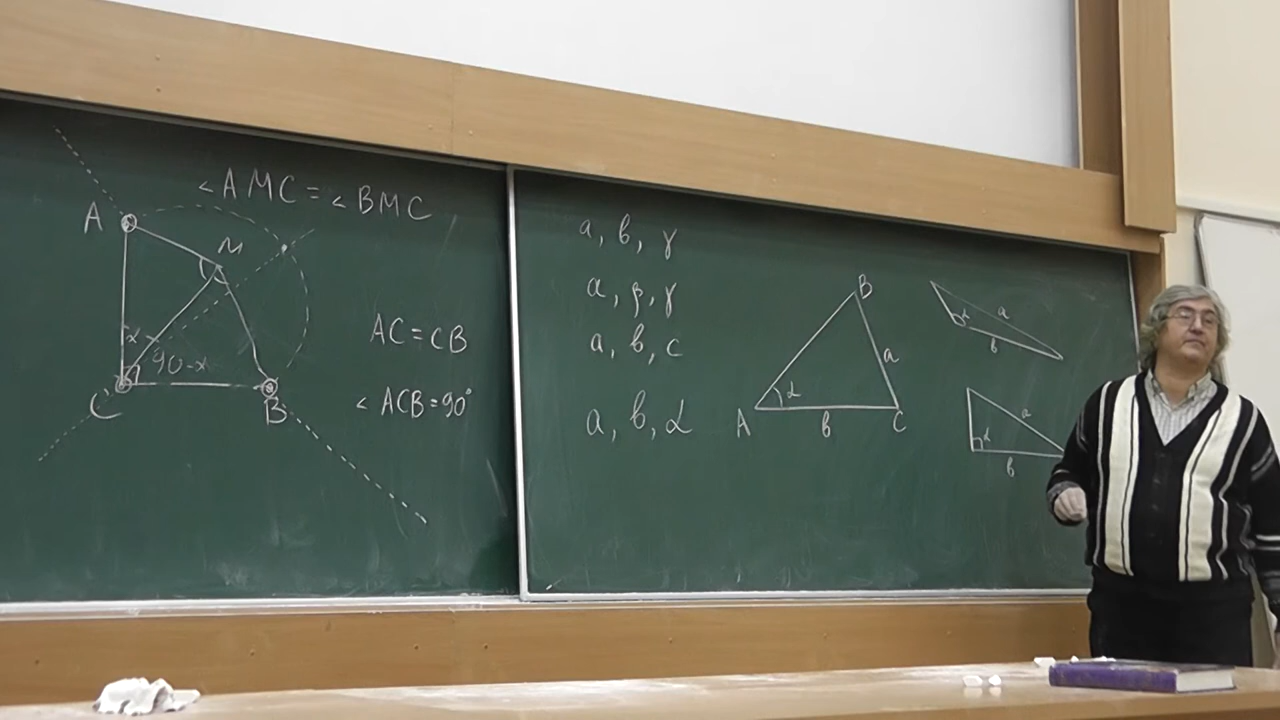 ∠AMC = ∠BMC
A
M
x
90-x
C
B
AC = CB
∠ACB = 90°
a, b, γ
a, β, γ
a, b, c
a, b, α
B
α
a
A
b
C
α
a
b
α
a
b